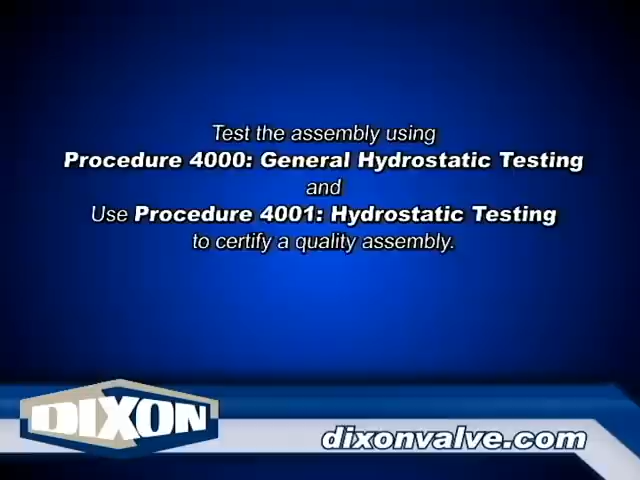 Test the assembly using
Procedure 4000: General Hydrostatic Testing
and
Use Procedure 4001: Hydrostatic Testing
to certify a quality assembly.
DIXON
dixonvalve.com